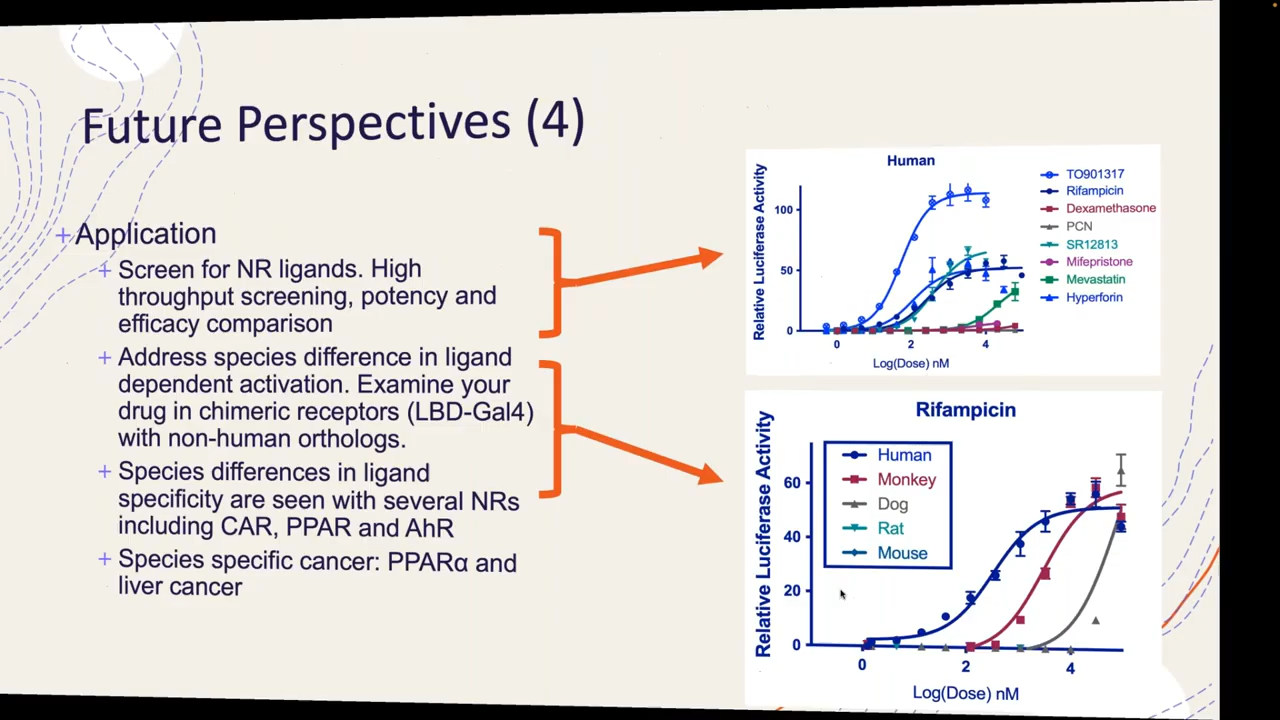 Future Perspectives (4)
+Application
+ Screen for NR ligands. High
throughput screening, potency and
efficacy comparison
+ Address species difference in ligand
dependent activation. Examine your
drug in chimeric receptors (LBD-Gal4)
with non-human orthologs.
+ Species differences in ligand
specificity are seen with several NRs
including CAR, PPAR and AhR
+ Species specific cancer: PPARα and
liver cancer
Human
Relative Luciferase Activity
100
50
0
0 2 4
Log(Dose) nM
TO901317
Rifampicin
Dexamethasone
PCN
SR12813
Mifepristone
Mevastatin
Hyperforin
Rifampicin
Relative Luciferase Activity
60
40
20
0
Human
Monkey
Dog
Rat
Mouse
0 2 4
Log(Dose) nM